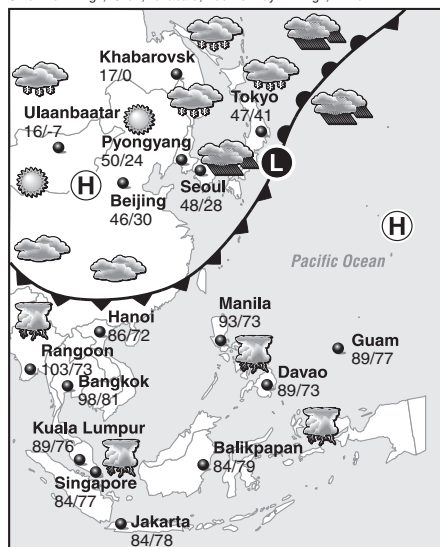 Khabarovsk
17/0
Ulaanbaatar
16/-7
Tokyo
47/41
Pyongyang
50/24
L
H
Seoul
48/28
Beijing
46/30
H
Pacific Ocean
Manila
93/73
Hanoi
86/72
Guam
89/77
Rangoon
103/73
Davao
89/73
Bangkok
98/81
Kuala Lumpur
89/76
Balikpapan
84/79
Singapore
84/77
Jakarta
84/78